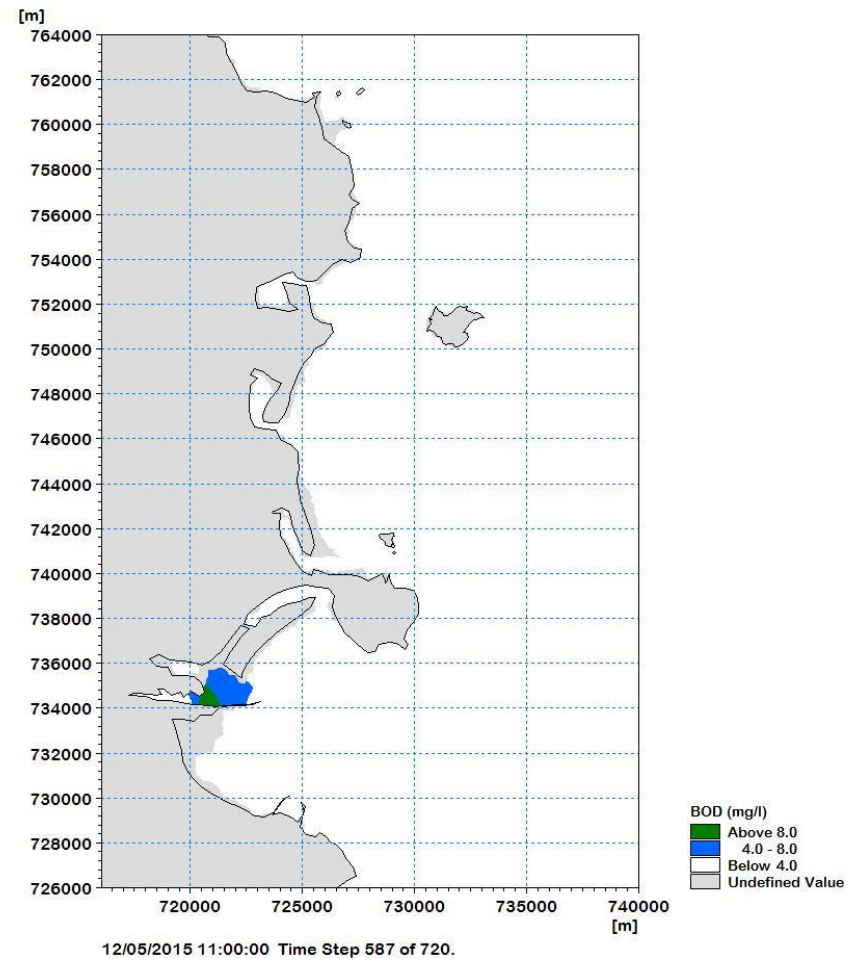 [m]
764000
762000
760000
758000
756000
754000
752000
750000
748000
746000
744000
742000
740000
738000
736000
734000
732000
730000
728000
726000
720000 725000 730000 735000 740000
[m]
BOD (mg/l)
Above 8.0
4.0 - 8.0
Below 4.0
Undefined Value
12/05/2015 11:00:00 Time Step 587 of 720.